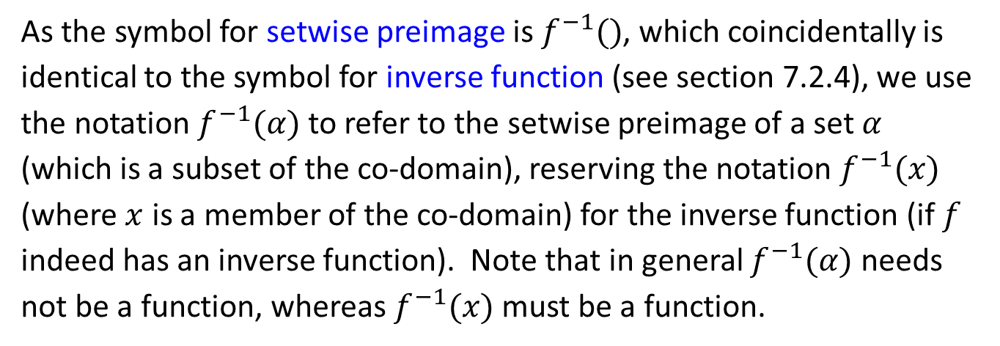 As the symbol for setwise preimage is 𝑓⁻¹(), which coincidentally is
identical to the symbol for inverse function (see section 7.2.4), we use
the notation 𝑓⁻¹(𝛼) to refer to the setwise preimage of a set 𝛼
(which is a subset of the co-domain), reserving the notation 𝑓⁻¹(𝑥)
(where 𝑥 is a member of the co-domain) for the inverse function (if 𝑓
indeed has an inverse function).  Note that in general 𝑓⁻¹(𝛼) needs
not be a function, whereas 𝑓⁻¹(𝑥) must be a function.